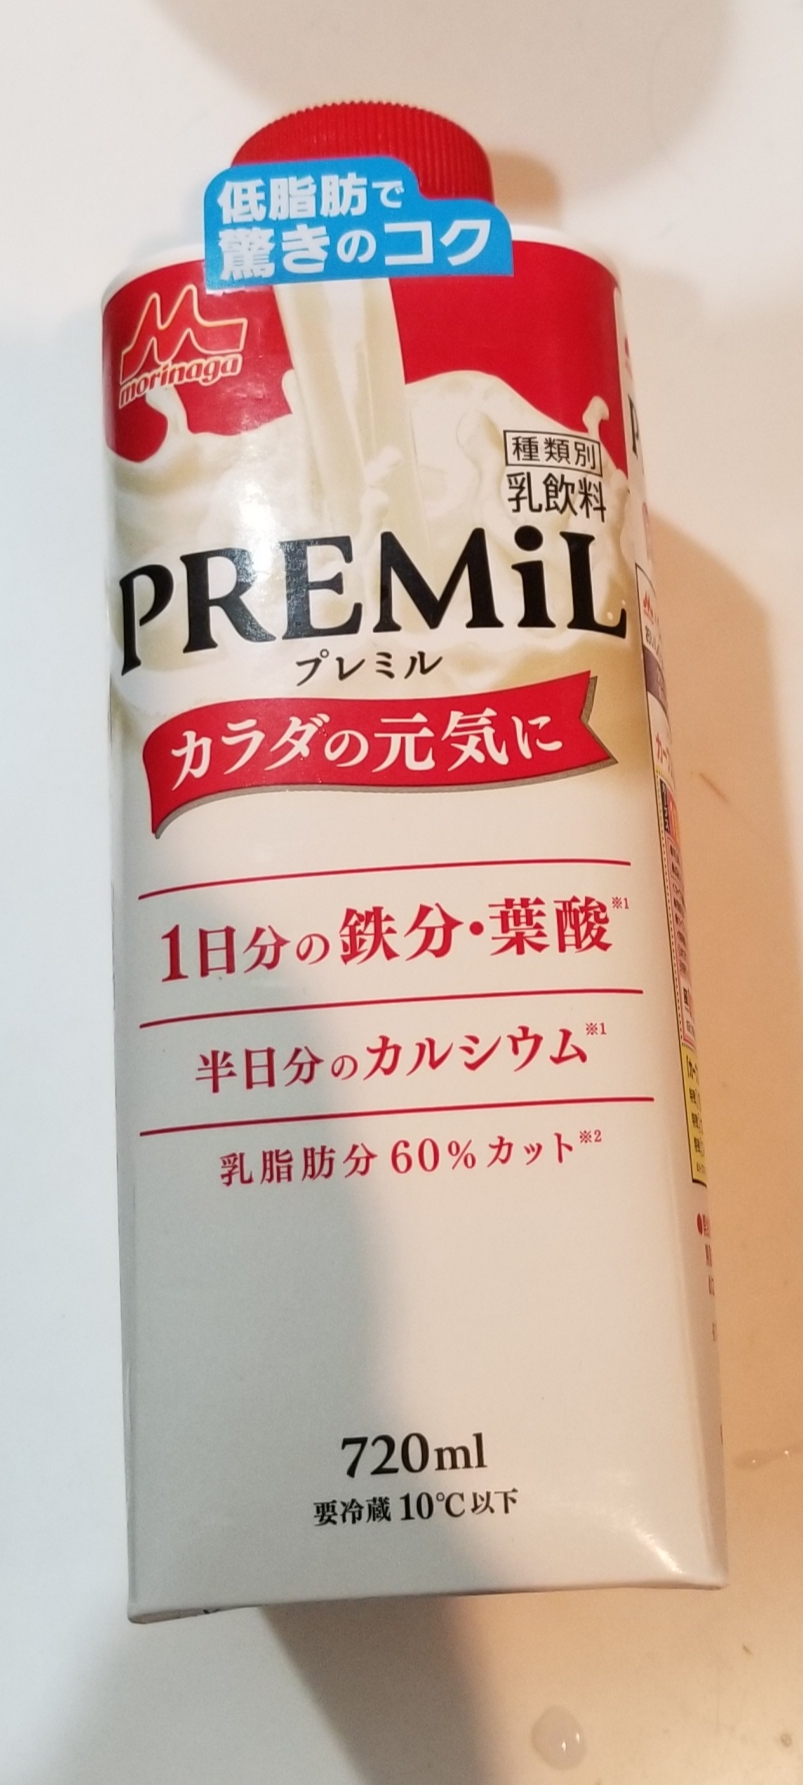 低脂肪で
驚きのコク
morinaga
種類別
乳飲料
PREMiL
プレミル
カラダの元気に
1日分の鉄分・葉酸※1
半日分のカルシウム※1
乳脂肪分60%カット※2
720ml
要冷蔵10℃以下